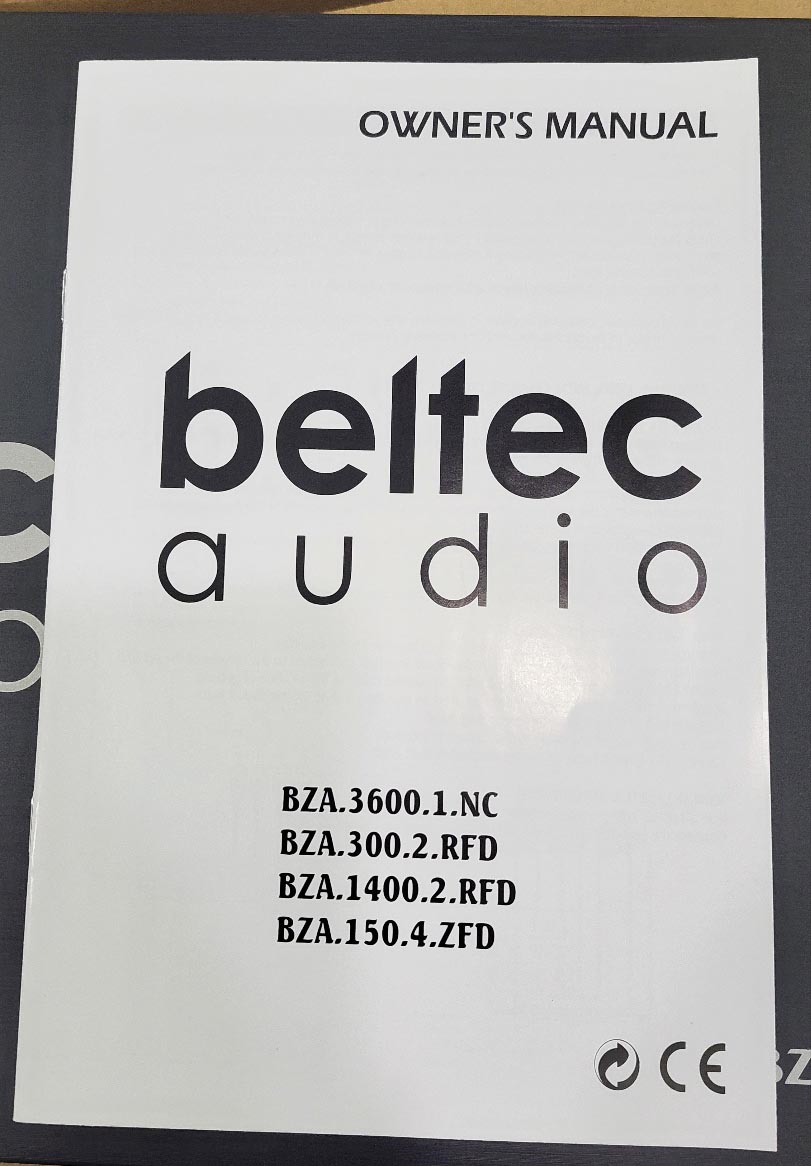 OWNER'S MANUAL
beltec
audio
BZA.3600.1.NC
BZA.300.2.RFD
BZA.1400.2.RFD
BZA.150.4.ZFD
CE